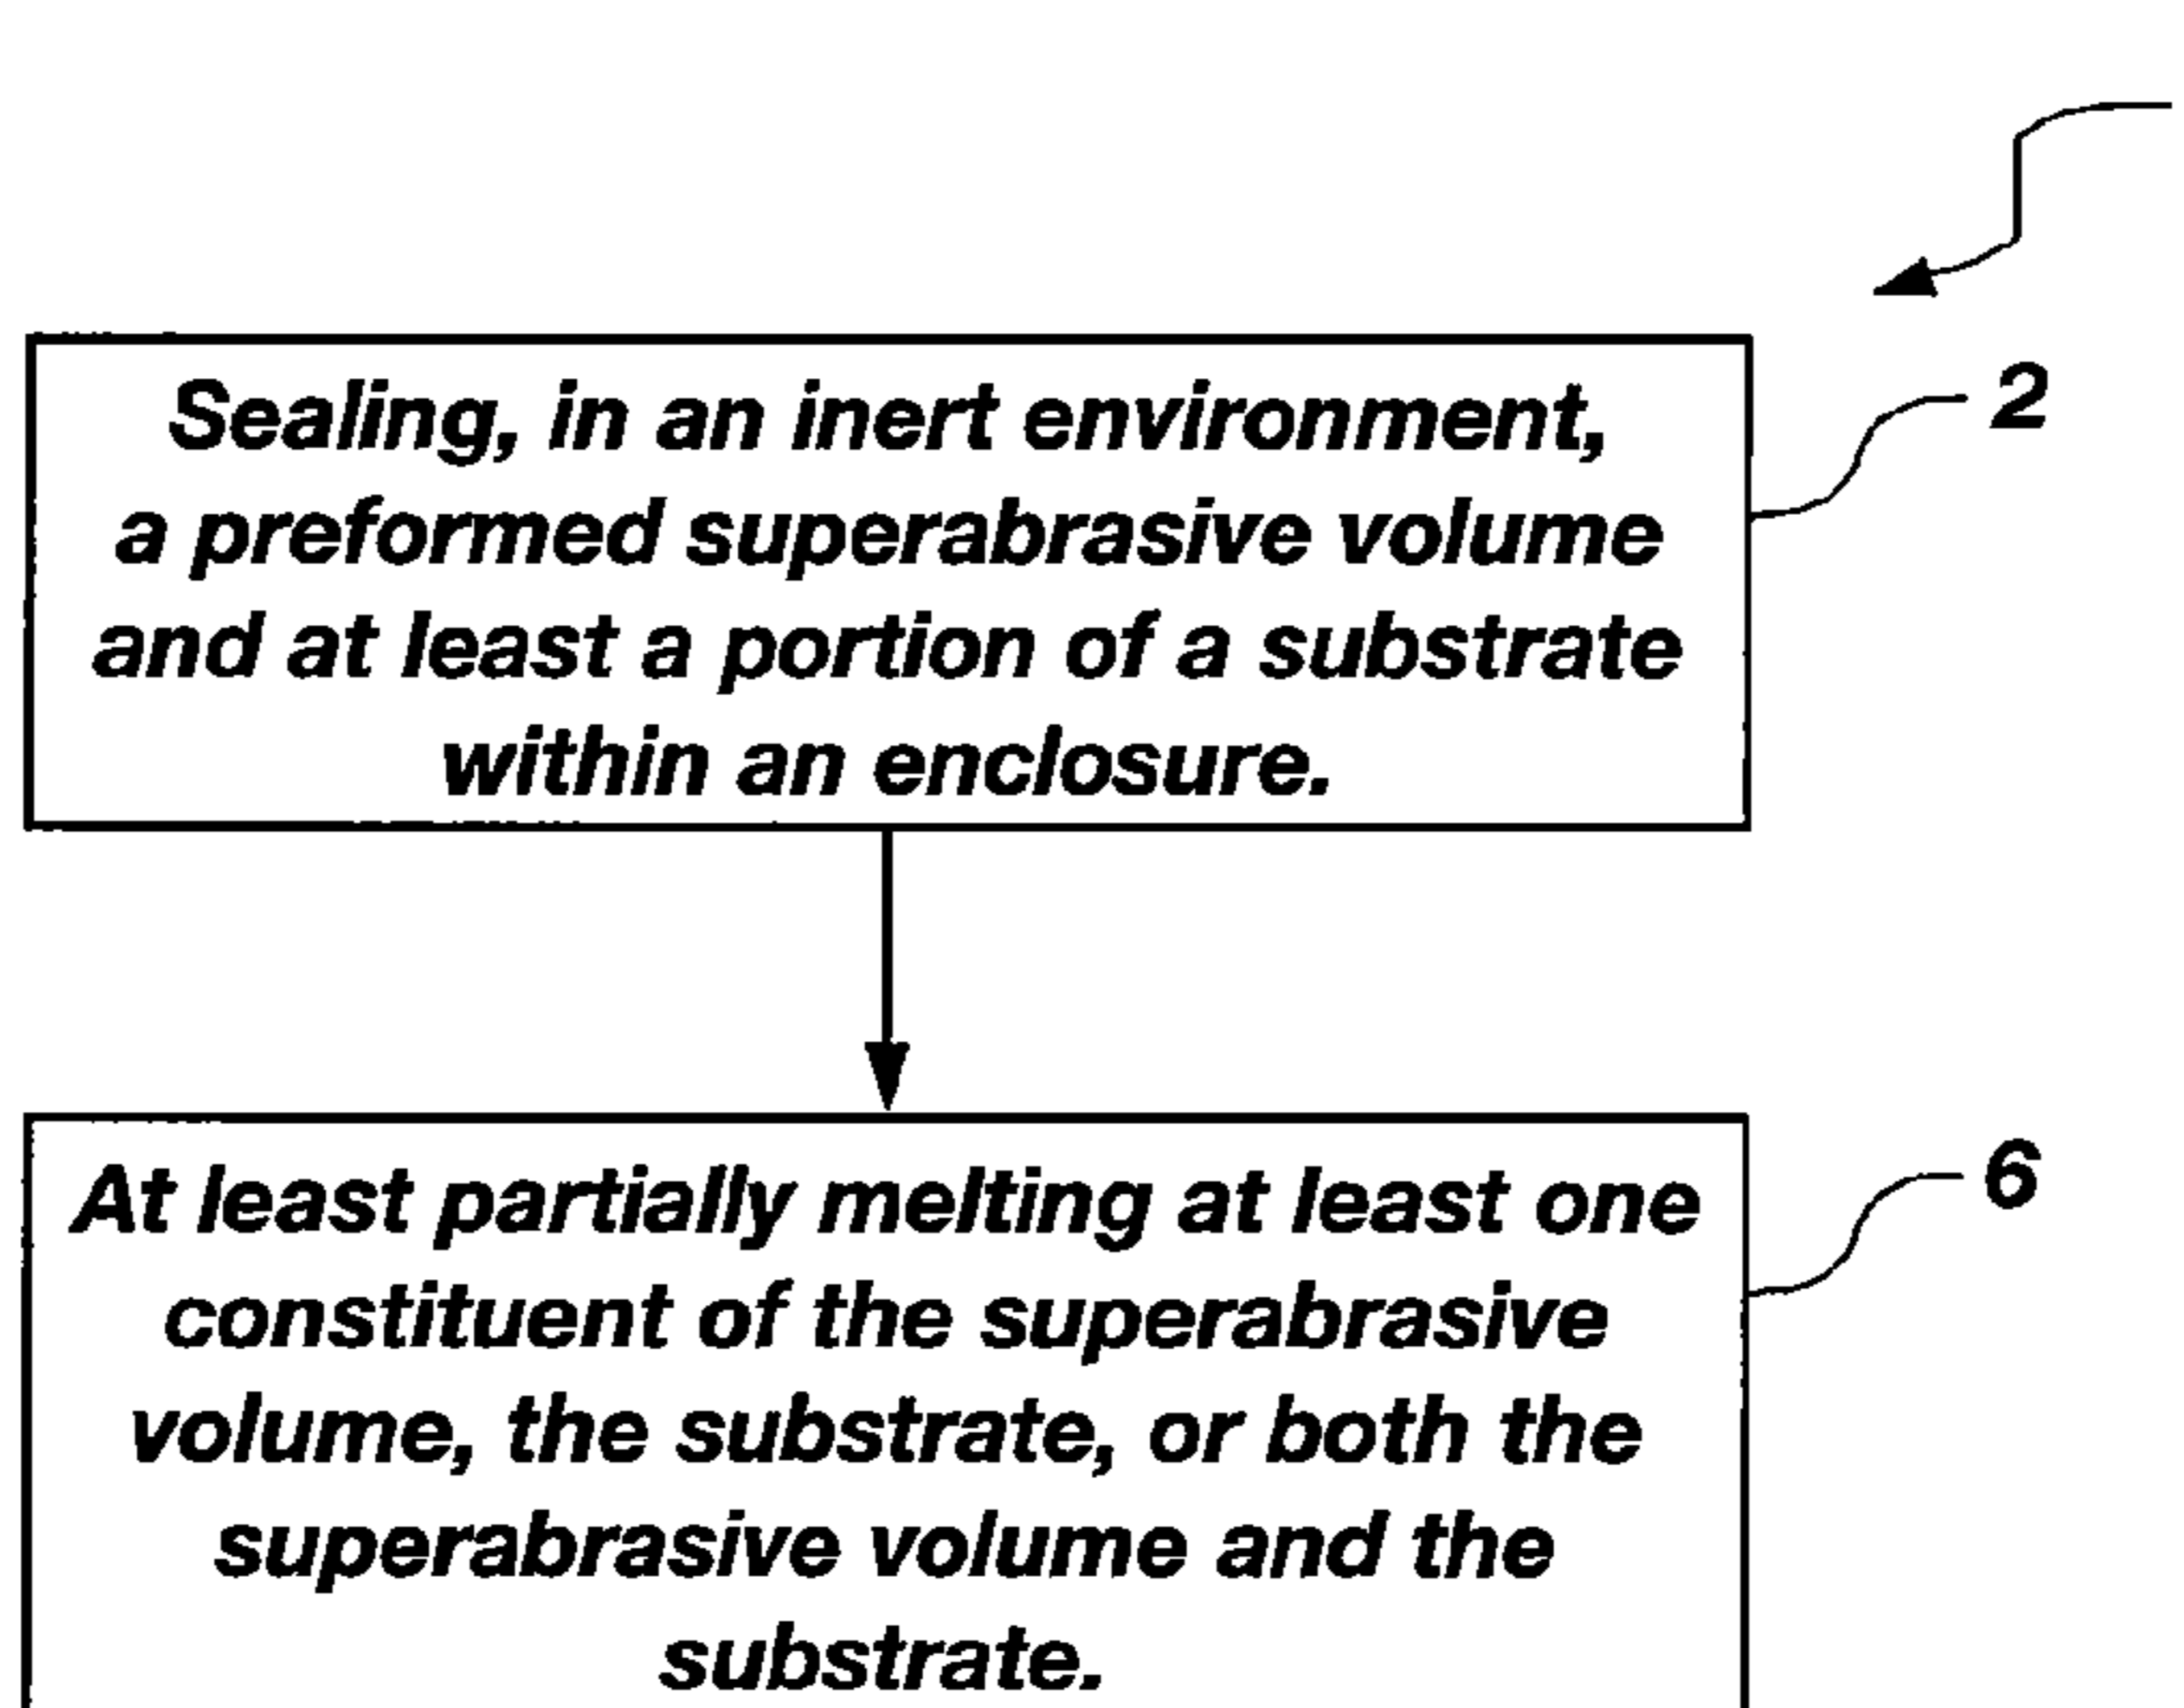 Sealing, in an inert environment,
2
a preformed superabrasive volume
and at least a portion of a substrate
within an enclosure.
At least partially melting at least one
6
constituent of the superabrasive
volume, the substrate, or both the
superabrasive volume and the
substrate.